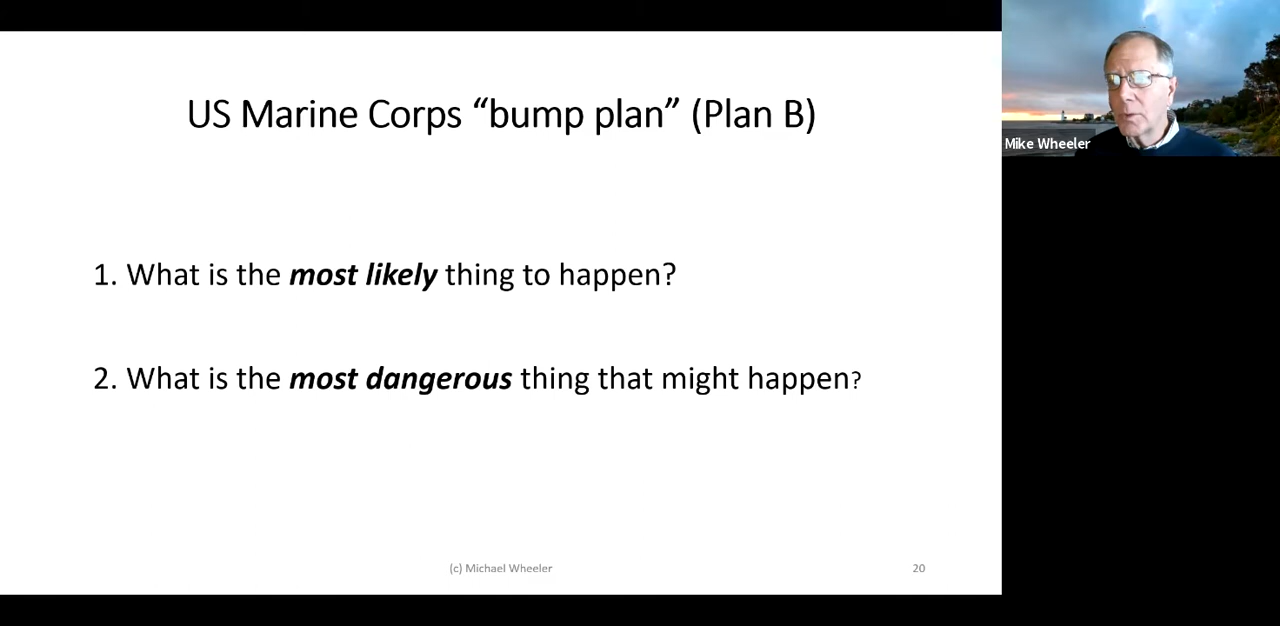 US Marine Corps “bump plan” (Plan B)
1. What is the most likely thing to happen?
2. What is the most dangerous thing that might happen?
(c) Michael Wheeler
20
Mike Wheeler